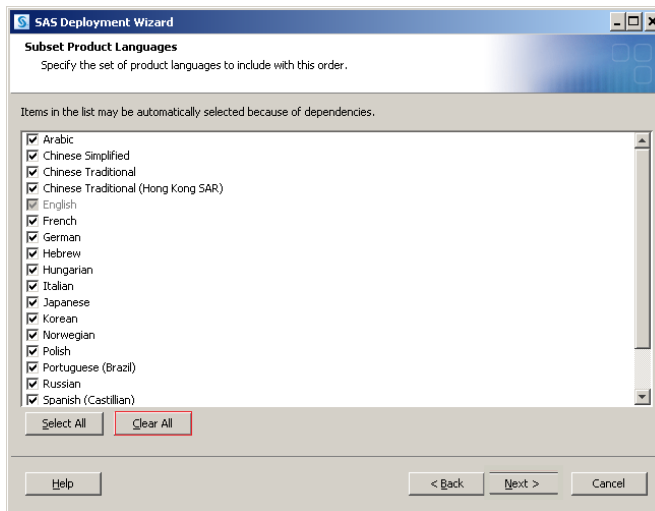 SAS Deployment Wizard
Subset Product Languages
Specify the set of product languages to include with this order.
Items in the list may be automatically selected because of dependencies.
Arabic
Chinese Simplified
Chinese Traditional
Chinese Traditional (Hong Kong SAR)
English
French
German
Hebrew
Hungarian
Italian
Japanese
Korean
Norwegian
Polish
Portuguese (Brazil)
Russian
Spanish (Castillian)
Select All Clear All
Help < Back Next > Cancel